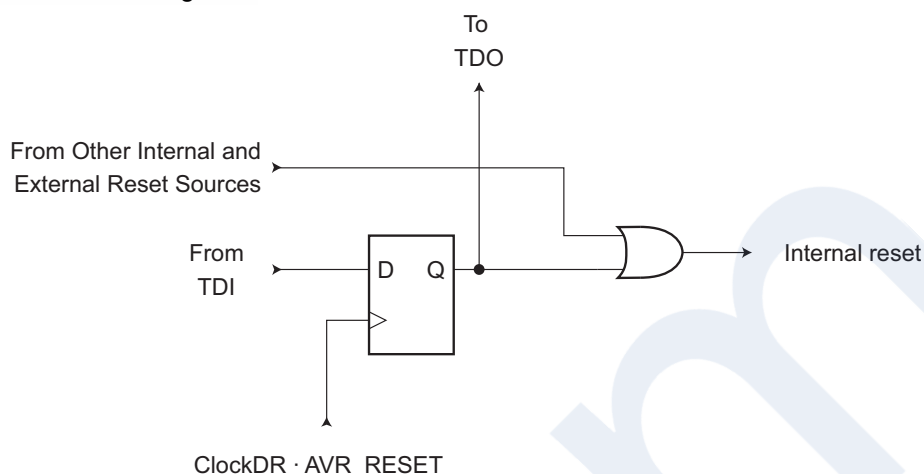 To
TDO
From Other Internal and
External Reset Sources
From
TDI
D Q
Internal reset
ClockDR · AVR_RESET